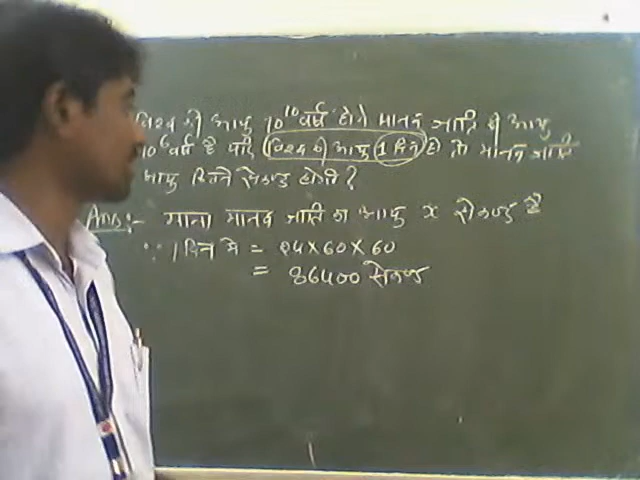 विश्व की आयु 10^10 वर्ष होने मानव जाति की आयु
10^6 वर्ष है यदि विश्व की आयु 1 दिन हो तो मानव जाति
आयु कितने सेकण्ड होगी?
Ans:- माना मानव जाति की आयु x सेकण्ड है
∵ 1 दिन में = 24×60×60
= 86400 सेकण्ड